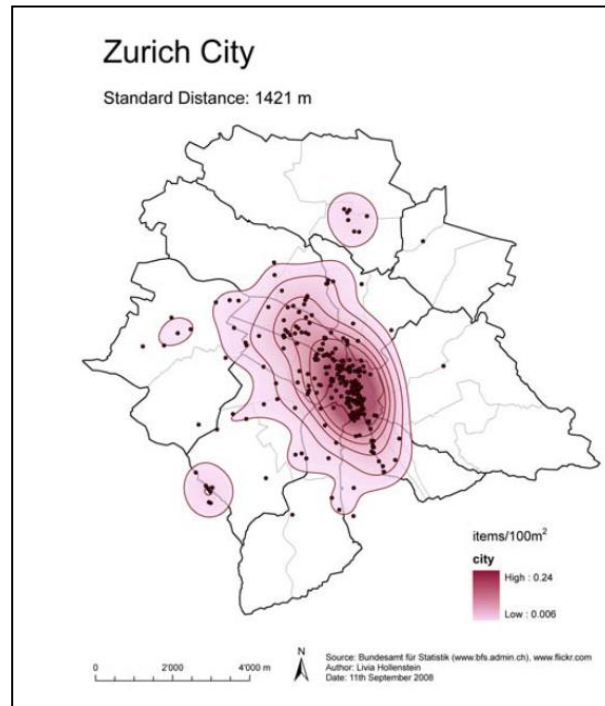 Zurich City
Standard Distance: 1421 m
items/100m²
city
High : 0.24
Low : 0.006
N
0 2'000 4'000 m
Source: Bundesamt für Statistik (www.bfs.admin.ch), www.flickr.com
Author: Livia Hollenstein
Date: 11th September 2008